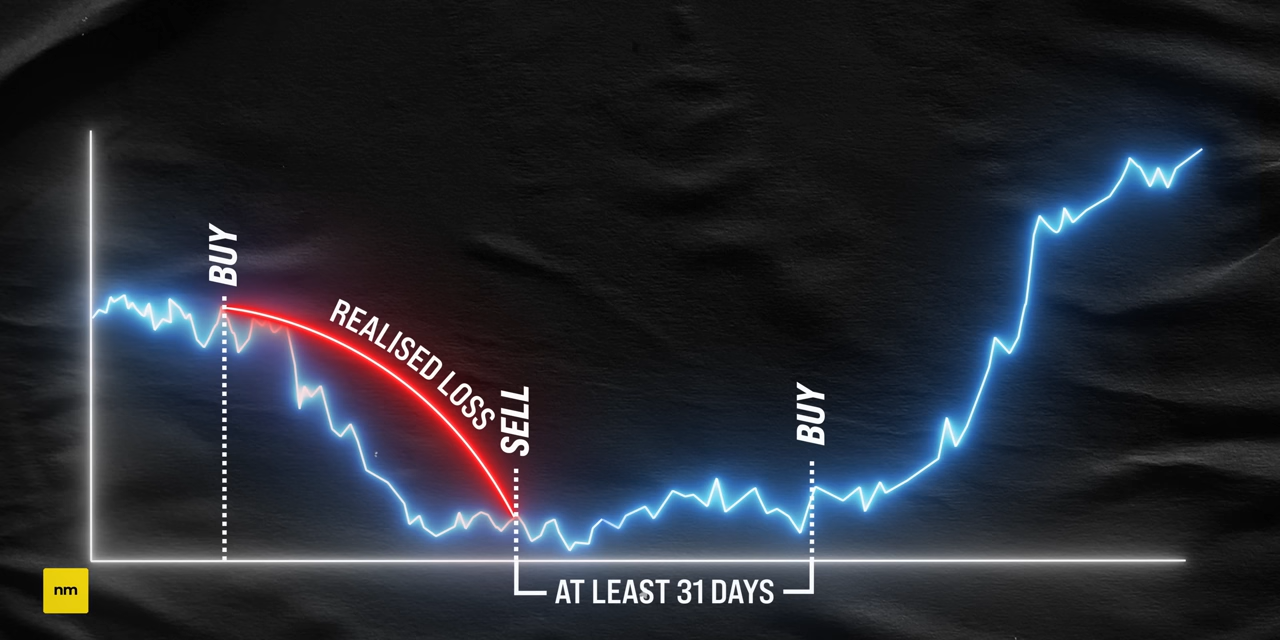 BUY
REALISED LOSS
SELL
BUY
AT LEAST 31 DAYS
nm